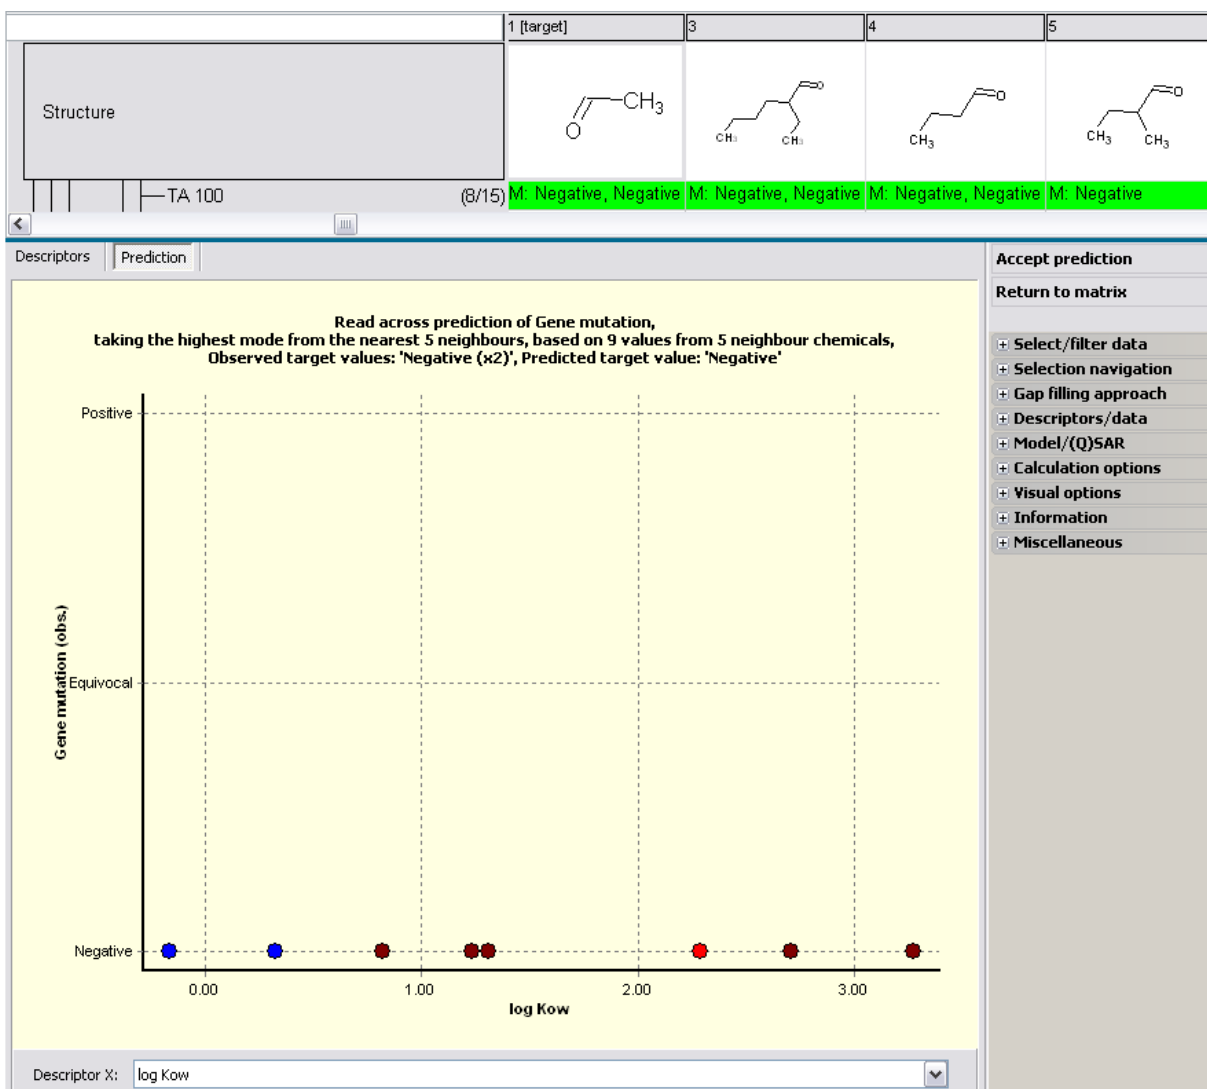 1 [target] 3 4 5
Structure
CH₃
O
O
CH₃
CH₃
O
CH₃
O
CH₃
CH₃
TA 100 (8/15) M: Negative, Negative M: Negative, Negative M: Negative, Negative M: Negative
Descriptors Prediction
Read across prediction of Gene mutation,
taking the highest mode from the nearest 5 neighbours, based on 9 values from 5 neighbour chemicals,
Observed target values: 'Negative (x2)', Predicted target value: 'Negative'
Positive
Equivocal
Negative
Gene mutation (obs.)
0.00 1.00 2.00 3.00
log Kow
Descriptor X: log Kow
Accept prediction
Return to matrix
Select/filter data
Selection navigation
Gap filling approach
Descriptors/data
Model/(Q)SAR
Calculation options
Visual options
Information
Miscellaneous